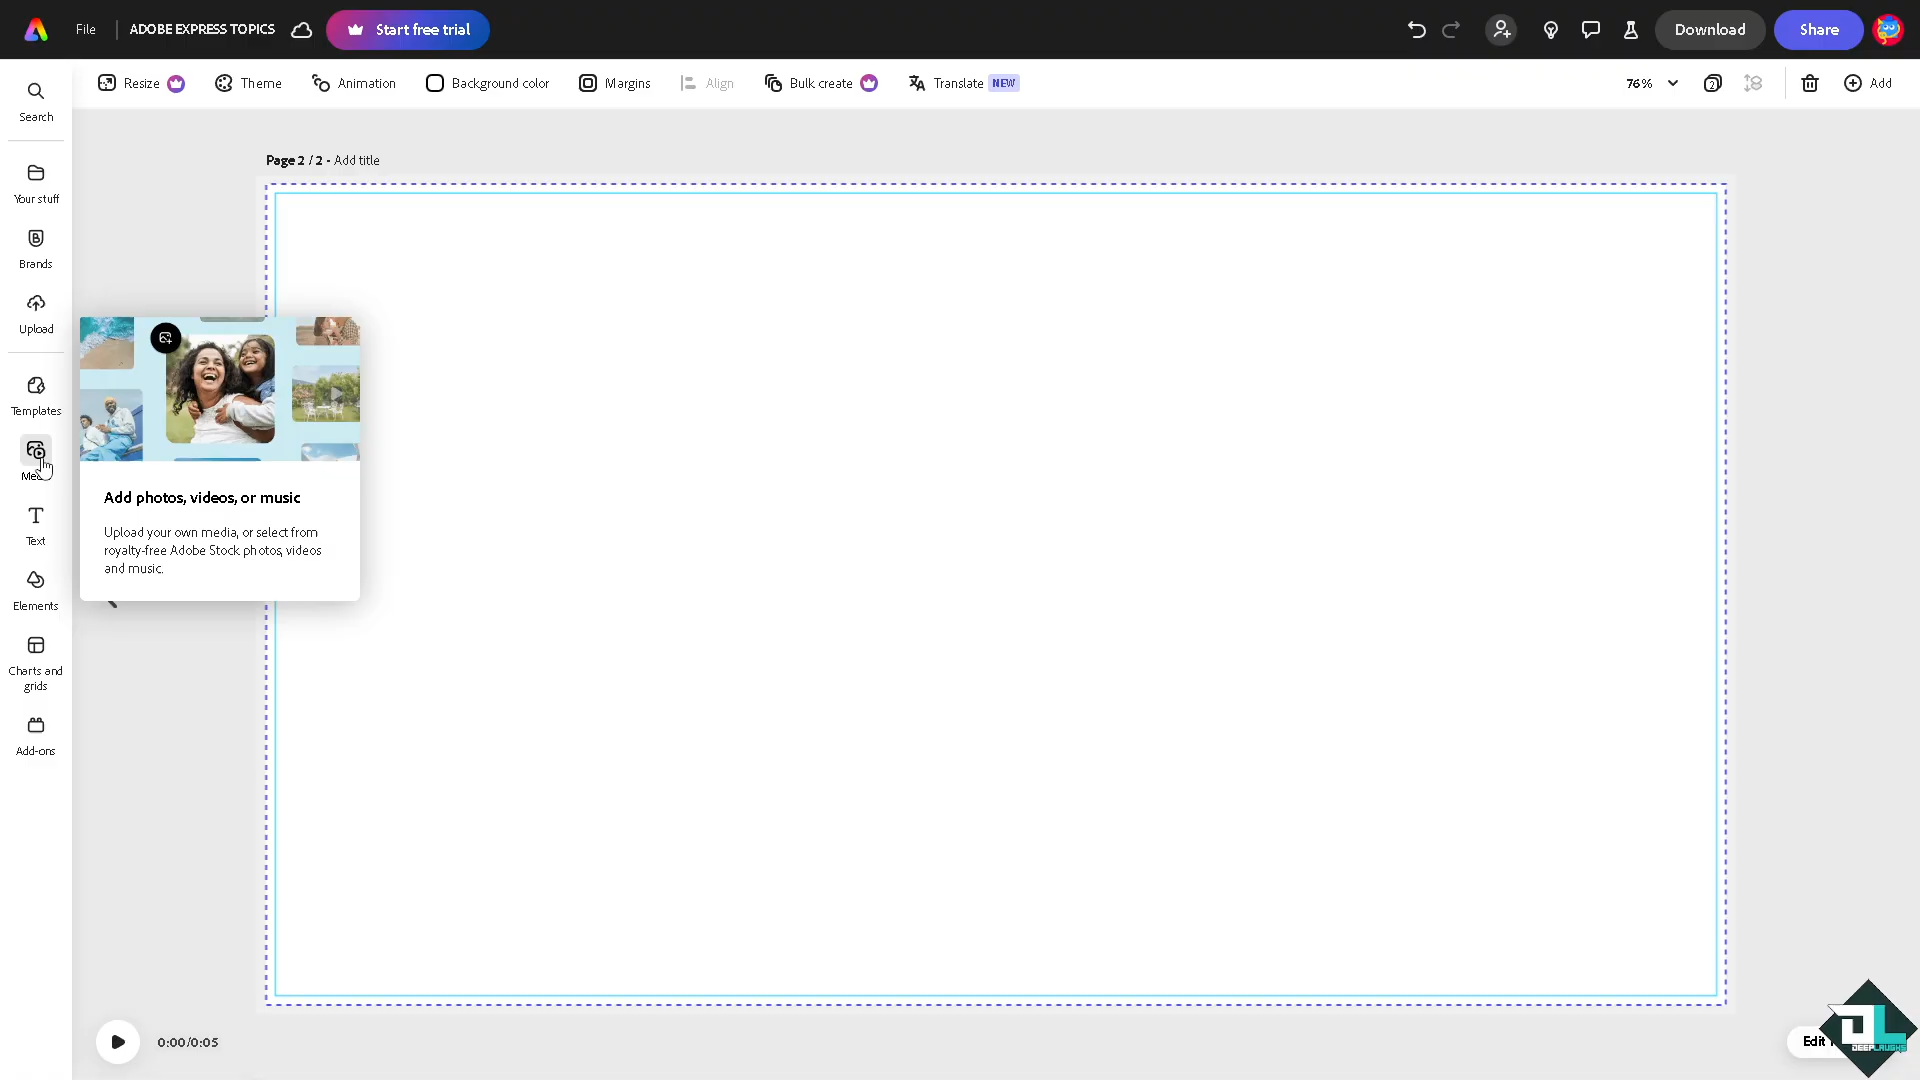 File
ADOBE EXPRESS TOPICS
Start free trial
Download
Share
Resize
Theme
Animation
Background color
Margins
Align
Bulk create
Translate NEW
76%
2
Add
Search
Your stuff
Brands
Upload
Templates
Text
Elements
Charts and
grids
Add-ons
Page 2 / 2 - Add title
Add photos, videos, or music
Upload your own media, or select from
royalty-free Adobe Stock photos, videos
and music.
0:00/0:05
Edit
DEEPLAUGHS